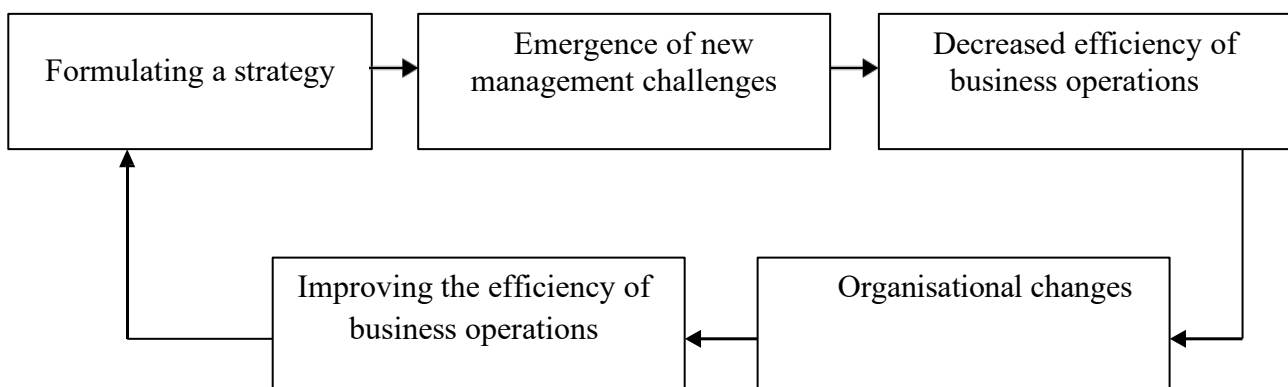 Formulating a strategy
Emergence of new
management challenges
Decreased efficiency of
business operations
Improving the efficiency of
business operations
Organisational changes